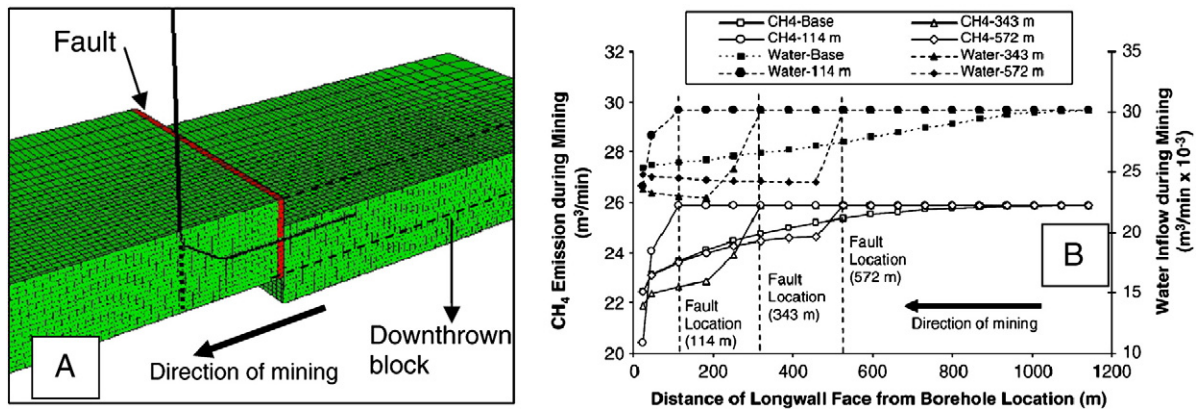 Fault
Downthrown
block
Direction of mining
A
CH4-Base
CH4-343 m
CH4-114 m
CH4-572 m
Water-Base
Water-343 m
Water-114 m
Water-572 m
CH4 Emission during Mining
(m³/min)
32
30
28
26
24
22
20
35
30
25
20
15
10
Water Inflow during Mining
(m³/min x 10⁻³)
Fault
Location
(114 m)
Fault
Location
(343 m)
Fault
Location
(572 m)
B
Direction of mining
0 200 400 600 800 1000 1200
Distance of Longwall Face from Borehole Location (m)